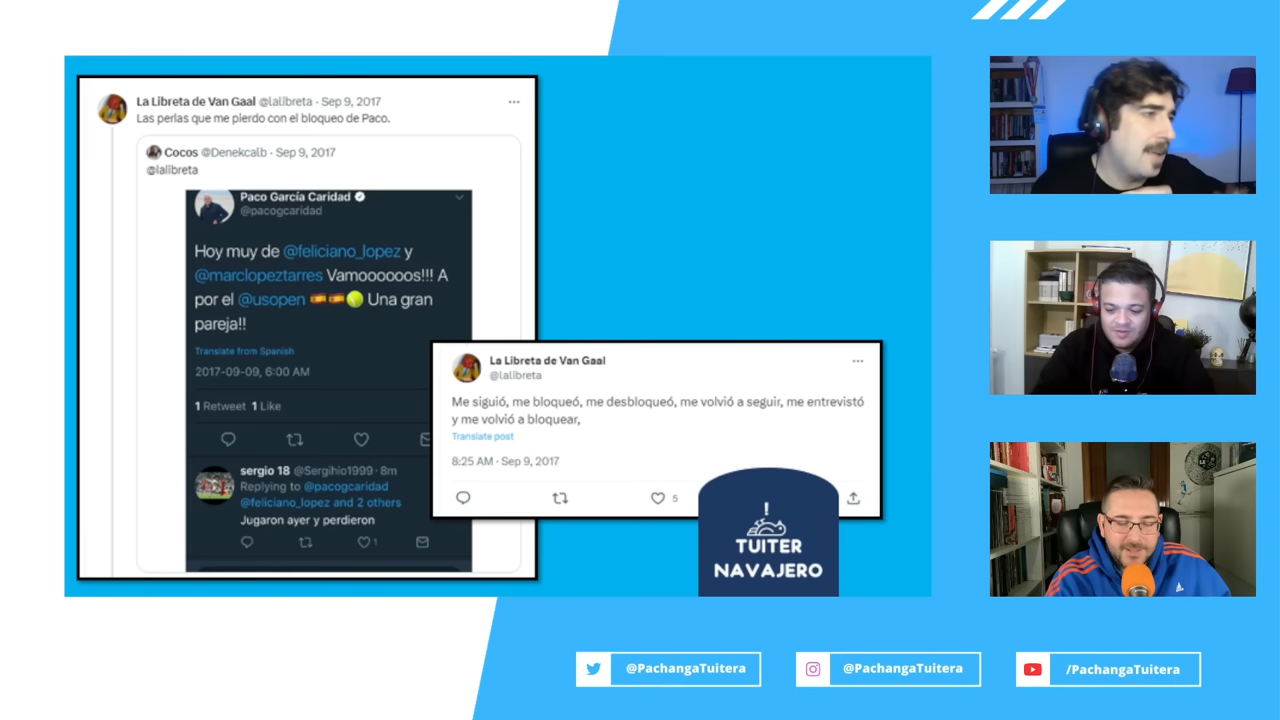 La Libreta de Van Gaal @lalibreta · Sep 9, 2017
Las perlas que me pierdo con el bloqueo de Paco.
Cocos @Denekcalb · Sep 9, 2017
@lalibreta
Paco García Caridad
@pacogcaridad
Hoy muy de @feliciano_lopez y
@marclopeztarres Vamoooooos!!! A
por el @usopen 🇪🇸🇪🇸🎾 Una gran
pareja!!
Translate from Spanish
2017-09-09, 6:00 AM
1 Retweet 1 Like
sergio 18 @Sergihio1999 · 8m
Replying to @pacogcaridad
@feliciano_lopez and 2 others
Jugaron ayer y perdieron
1
La Libreta de Van Gaal
@lalibreta
Me siguió, me bloqueó, me desbloqueó, me volvió a seguir, me entrevistó
y me volvió a bloquear,
Translate post
8:25 AM · Sep 9, 2017
5
!
TUITER
NAVAJERO
@PachangaTuitera
@PachangaTuitera
/PachangaTuitera